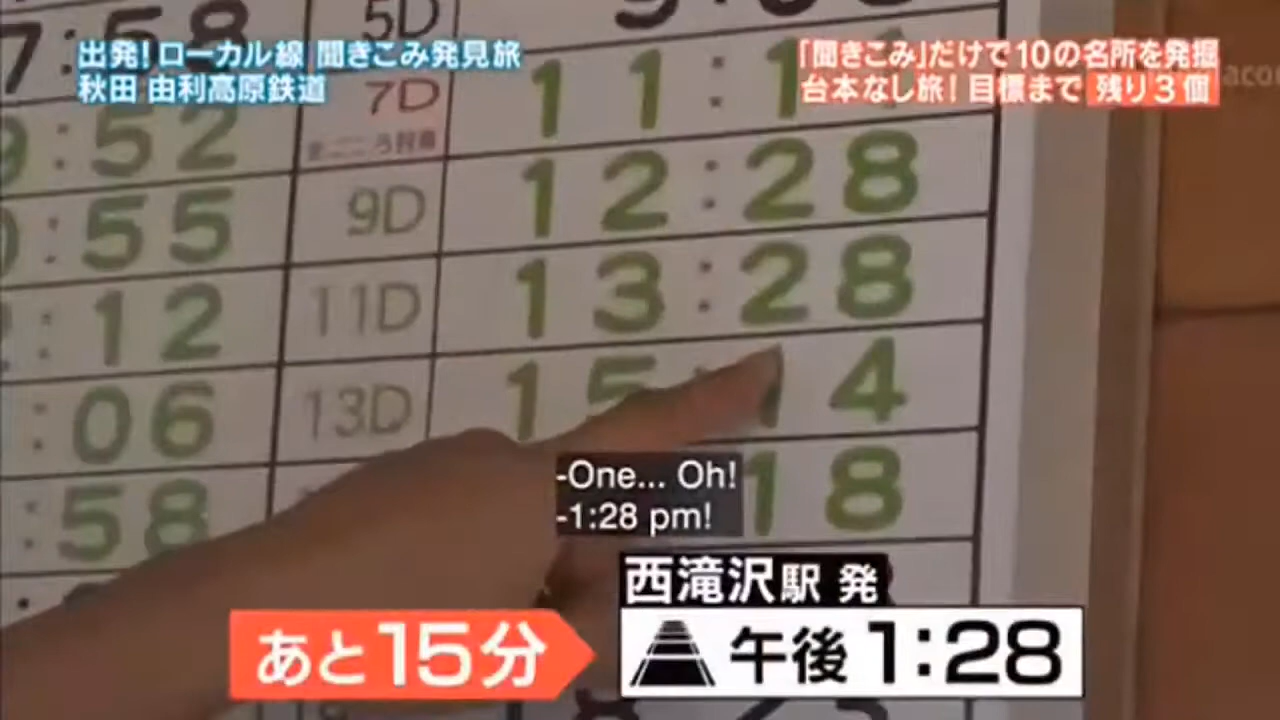 出発!ローカル線 聞きこみ発見旅
秋田 由利高原鉄道
「聞きこみ」だけで10の名所を発掘
台本なし旅!目標まで 残り3個
5D
7D
:52
9D 12:28
:55
11D 13:28
:12
13D
:06
:58
18
-One... Oh!
-1:28 pm!
西滝沢駅 発
あと15分
午後1:28